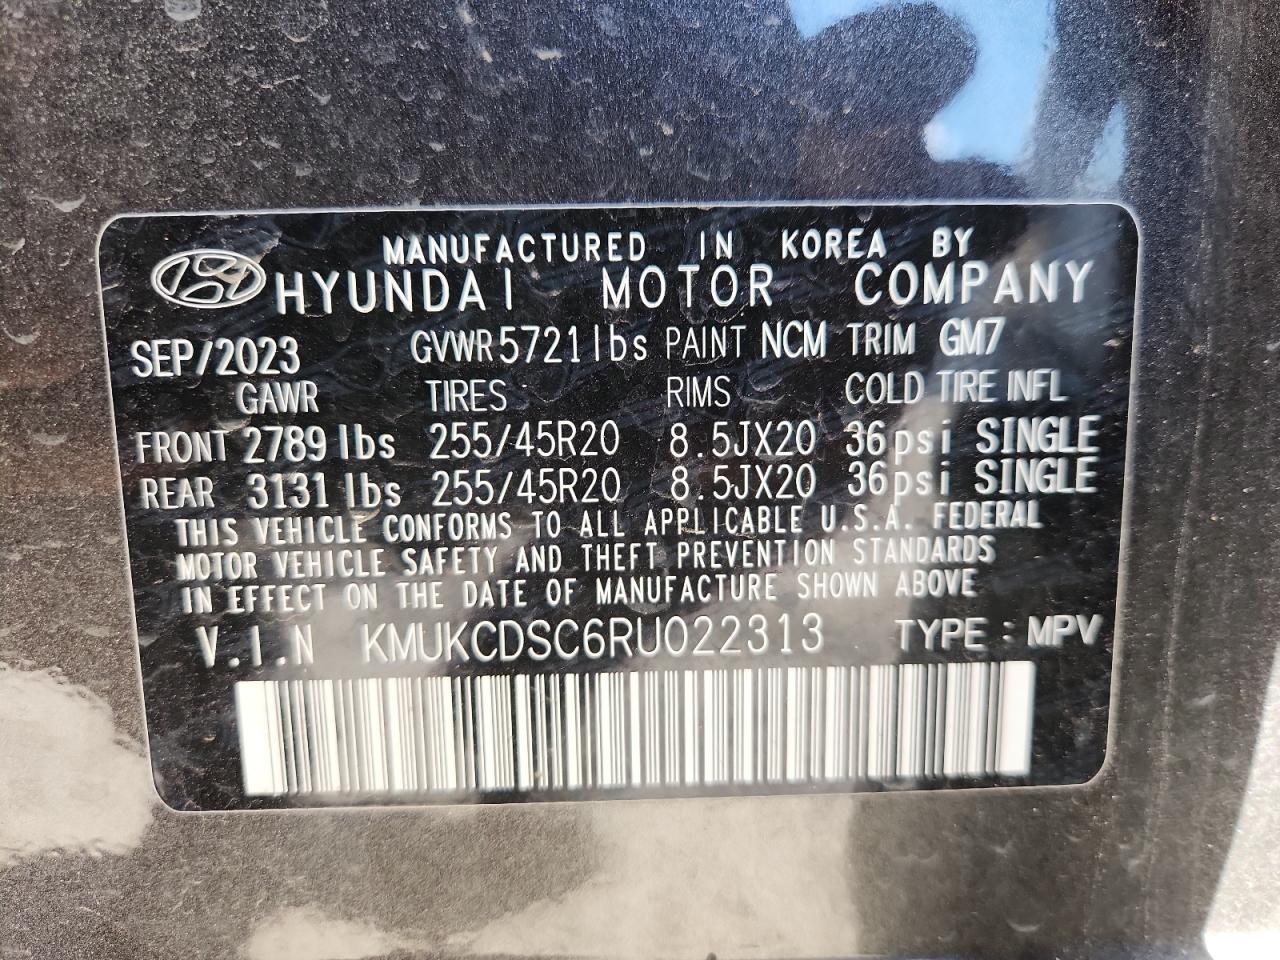 MANUFACTURED IN KOREA BY
HYUNDAI MOTOR COMPANY
SEP/2023 GVWR 5721lbs PAINT NCM TRIM GM7
GAWR TIRES RIMS COLD TIRE INFL
FRONT 2789 lbs 255/45R20 8.5JX20 36psi SINGLE
REAR 3131 lbs 255/45R20 8.5JX20 36psi SINGLE
THIS VEHICLE CONFORMS TO ALL APPLICABLE U.S.A. FEDERAL
MOTOR VEHICLE SAFETY AND THEFT PREVENTION STANDARDS
IN EFFECT ON THE DATE OF MANUFACTURE SHOWN ABOVE
V.I.N KMUKCDSC6RU022313 TYPE : MPV